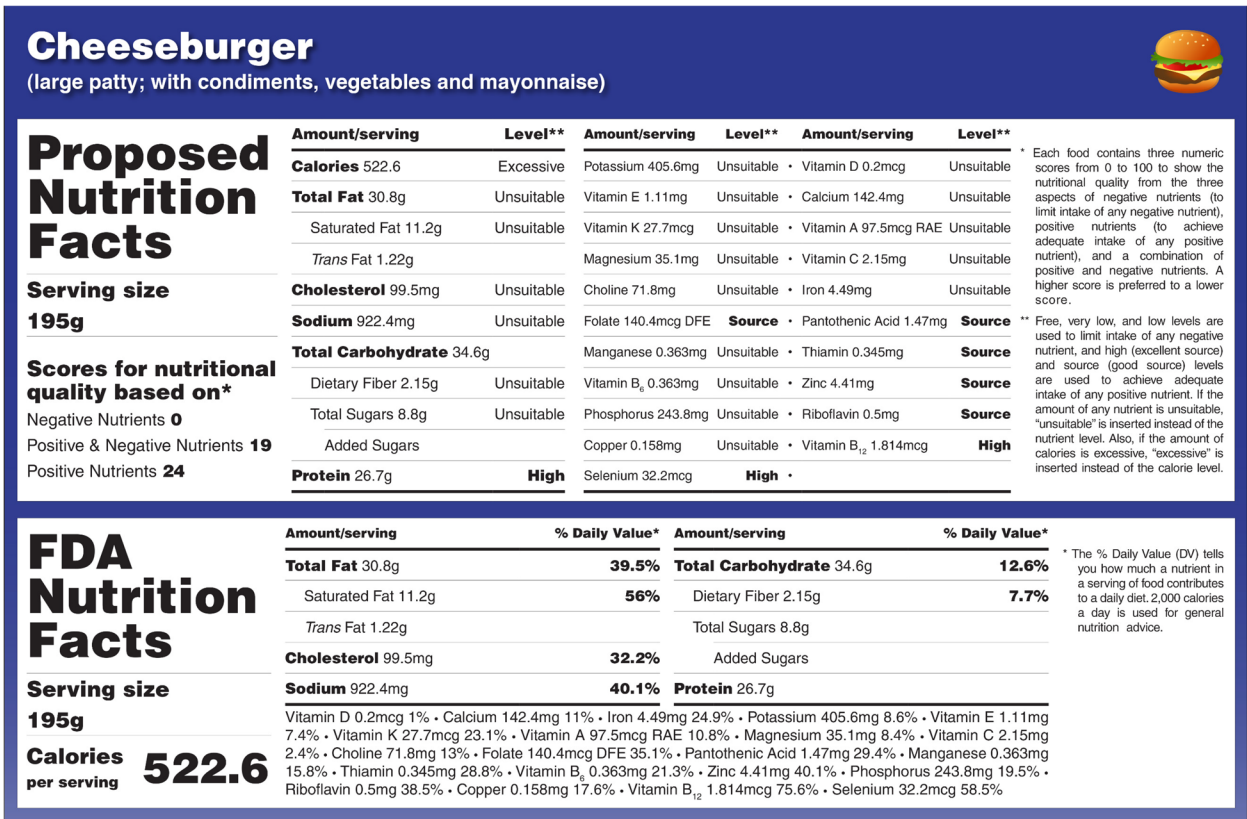 Cheeseburger
(large patty; with condiments, vegetables and mayonnaise)
Proposed
Nutrition
Facts
Serving size
195g
Scores for nutritional
quality based on*
Negative Nutrients 0
Positive & Negative Nutrients 19
Positive Nutrients 24
Amount/serving Level**
Calories 522.6 Excessive
Total Fat 30.8g Unsuitable
Saturated Fat 11.2g Unsuitable
Trans Fat 1.22g
Cholesterol 99.5mg Unsuitable
Sodium 922.4mg Unsuitable
Total Carbohydrate 34.6g
Dietary Fiber 2.15g Unsuitable
Total Sugars 8.8g Unsuitable
Added Sugars
Protein 26.7g High
Amount/serving Level** Amount/serving Level**
Potassium 405.6mg Unsuitable • Vitamin D 0.2mcg Unsuitable
Vitamin E 1.11mg Unsuitable • Calcium 142.4mg Unsuitable
Vitamin K 27.7mcg Unsuitable • Vitamin A 97.5mcg RAE Unsuitable
Magnesium 35.1mg Unsuitable • Vitamin C 2.15mg Unsuitable
Choline 71.8mg Unsuitable • Iron 4.49mg Unsuitable
Folate 140.4mcg DFE Source • Pantothenic Acid 1.47mg Source
Manganese 0.363mg Unsuitable • Thiamin 0.345mg Source
Vitamin B6 0.363mg Unsuitable • Zinc 4.41mg Source
Phosphorus 243.8mg Unsuitable • Riboflavin 0.5mg Source
Copper 0.158mg Unsuitable • Vitamin B12 1.814mcg High
Selenium 32.2mcg High •
* Each food contains three numeric
scores from 0 to 100 to show the
nutritional quality from the three
aspects of negative nutrients (to
limit intake of any negative nutrient),
positive nutrients (to achieve
adequate intake of any positive
nutrient), and a combination of
positive and negative nutrients. A
higher score is preferred to a lower
score.
** Free, very low, and low levels are
used to limit intake of any negative
nutrient, and high (excellent source)
and source (good source) levels
are used to achieve adequate
intake of any positive nutrient. If the
amount of any nutrient is unsuitable,
“unsuitable” is inserted instead of the
nutrient level. Also, if the amount of
calories is excessive, “excessive” is
inserted instead of the calorie level.
FDA
Nutrition
Facts
Serving size
195g
Calories
per serving 522.6
Amount/serving % Daily Value* Amount/serving % Daily Value*
Total Fat 30.8g 39.5% Total Carbohydrate 34.6g 12.6%
Saturated Fat 11.2g 56% Dietary Fiber 2.15g 7.7%
Trans Fat 1.22g Total Sugars 8.8g
Cholesterol 99.5mg 32.2% Added Sugars
Sodium 922.4mg 40.1% Protein 26.7g
Vitamin D 0.2mcg 1% • Calcium 142.4mg 11% • Iron 4.49mg 24.9% • Potassium 405.6mg 8.6% • Vitamin E 1.11mg
7.4% • Vitamin K 27.7mcg 23.1% • Vitamin A 97.5mcg RAE 10.8% • Magnesium 35.1mg 8.4% • Vitamin C 2.15mg
2.4% • Choline 71.8mg 13% • Folate 140.4mcg DFE 35.1% • Pantothenic Acid 1.47mg 29.4% • Manganese 0.363mg
15.8% • Thiamin 0.345mg 28.8% • Vitamin B6 0.363mg 21.3% • Zinc 4.41mg 40.1% • Phosphorus 243.8mg 19.5% •
Riboflavin 0.5mg 38.5% • Copper 0.158mg 17.6% • Vitamin B12 1.814mcg 75.6% • Selenium 32.2mcg 58.5%
* The % Daily Value (DV) tells
you how much a nutrient in
a serving of food contributes
to a daily diet. 2,000 calories
a day is used for general
nutrition advice.